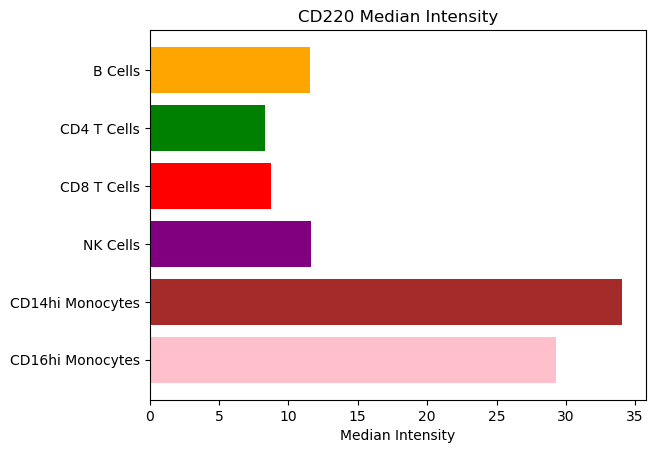 CD220 Median Intensity
B Cells
CD4 T Cells
CD8 T Cells
NK Cells
CD14hi Monocytes
CD16hi Monocytes
0 5 10 15 20 25 30 35
Median Intensity